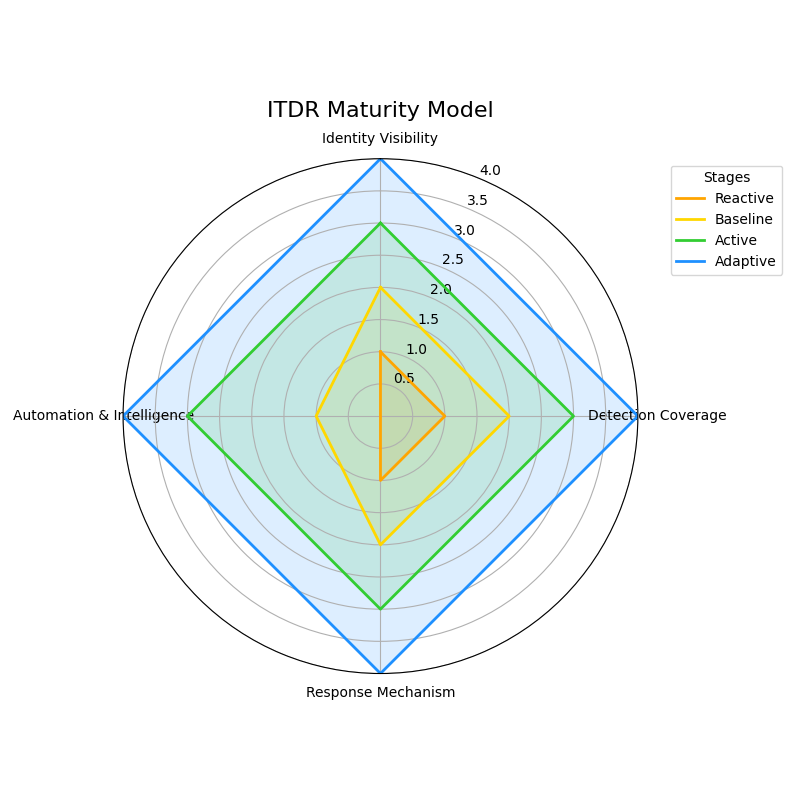 ITDR Maturity Model
Identity Visibility
4.0
3.5
3.0
2.5
2.0
1.5
1.0
0.5
Stages
Reactive
Baseline
Active
Adaptive
Automation & Intelligence
Detection Coverage
Response Mechanism